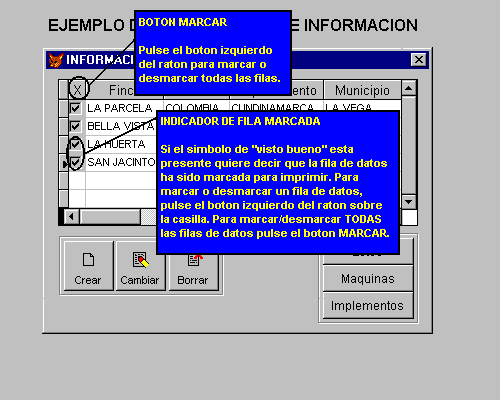 EJEMPLO D E INFORMACION
BOTON MARCAR
Pulse el boton izquierdo
del raton para marcar o
desmarcar todas las filas.
INFORMACI
X Finc ento Municipio
LA PARCELA COLOMBIA CUNDINAMARCA LA VEGA
BELLA VISTA
LA HUERTA
SAN JACINTO
INDICADOR DE FILA MARCADA
Si el simbolo de "visto bueno" esta
presente quiere decir que la fila de datos
ha sido marcada para imprimir. Para
marcar o desmarcar un fila de datos,
pulse el boton izquierdo del raton sobre
la casilla. Para marcar/desmarcar TODAS
las filas de datos pulse el boton MARCAR.
Crear Cambiar Borrar
Maquinas
Implementos